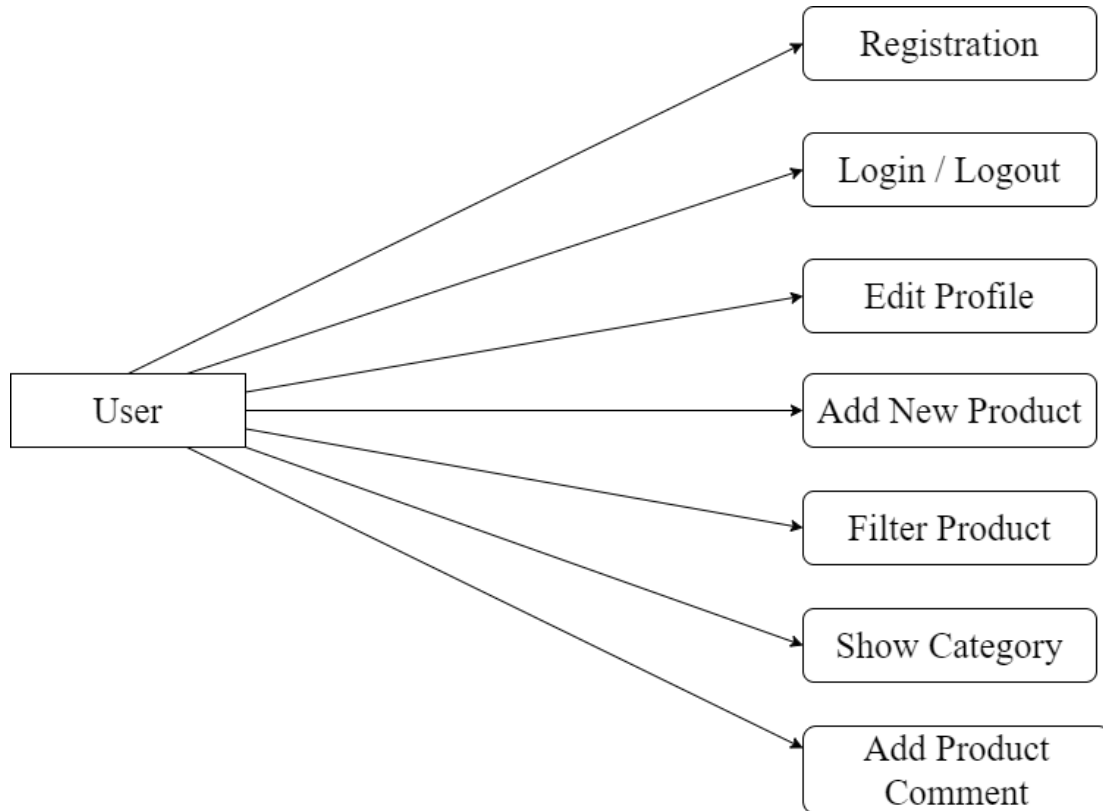 Registration
Login / Logout
Edit Profile
User
Add New Product
Filter Product
Show Category
Add Product
Comment